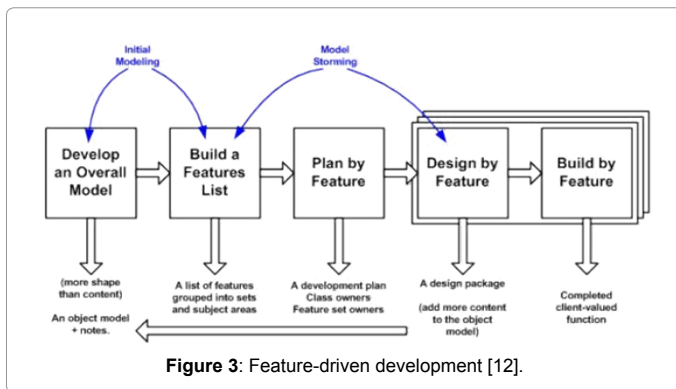 Initial
Modeling
Model
Storming
Develop
an Overall
Model
Build a
Features
List
Plan by
Feature
Design by
Feature
Build by
Feature
(more shape
than content)
An object model
+ notes.
A list of features
grouped into sets
and subject areas
A development plan
Class owners
Feature set owners
A design package
(add more content
to the object
model)
Completed
client-valued
function
Figure 3: Feature-driven development [12].